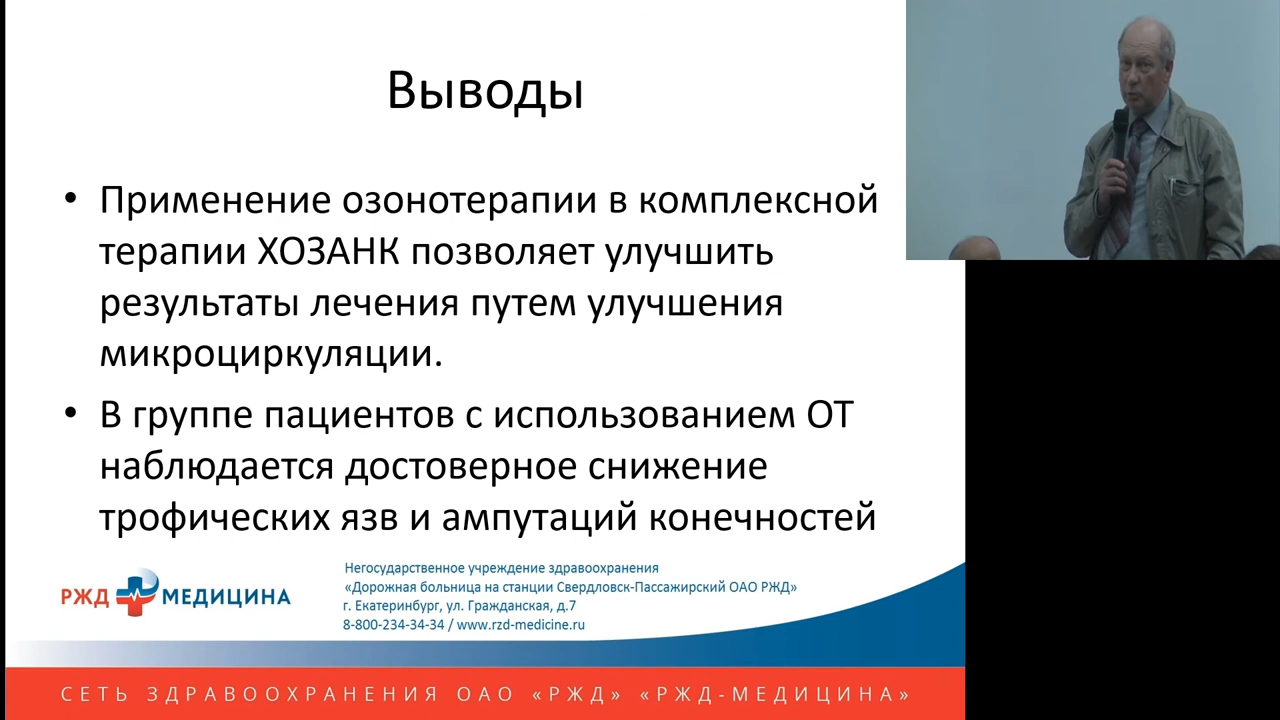 Выводы
• Применение озонотерапии в комплексной
терапии ХОЗАНК позволяет улучшить
результаты лечения путем улучшения
микроциркуляции.
• В группе пациентов с использованием ОТ
наблюдается достоверное снижение
трофических язв и ампутаций конечностей
РЖД МЕДИЦИНА
Негосударственное учреждение здравоохранения
«Дорожная больница на станции Свердловск-Пассажирский ОАО РЖД»
г. Екатеринбург, ул. Гражданская, д.7
8-800-234-34-34 / www.rzd-medicine.ru
СЕТЬ ЗДРАВООХРАНЕНИЯ ОАО «РЖД» «РЖД-МЕДИЦИНА»